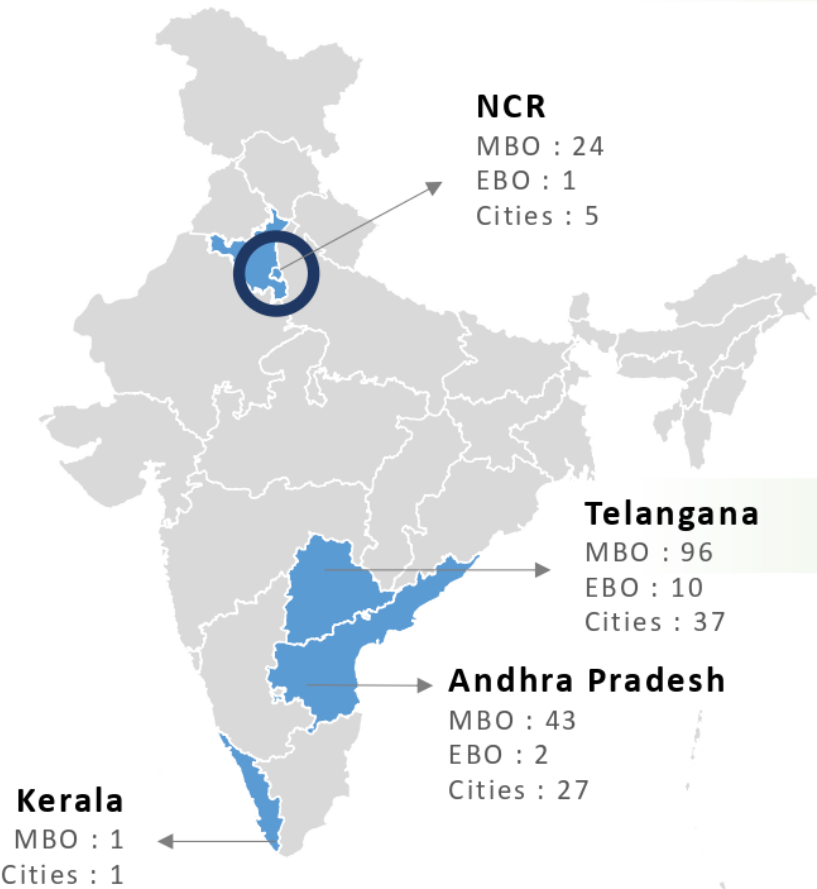 NCR
MBO : 24
EBO : 1
Cities : 5
Telangana
MBO : 96
EBO : 10
Cities : 37
Andhra Pradesh
MBO : 43
EBO : 2
Cities : 27
Kerala
MBO : 1
Cities : 1